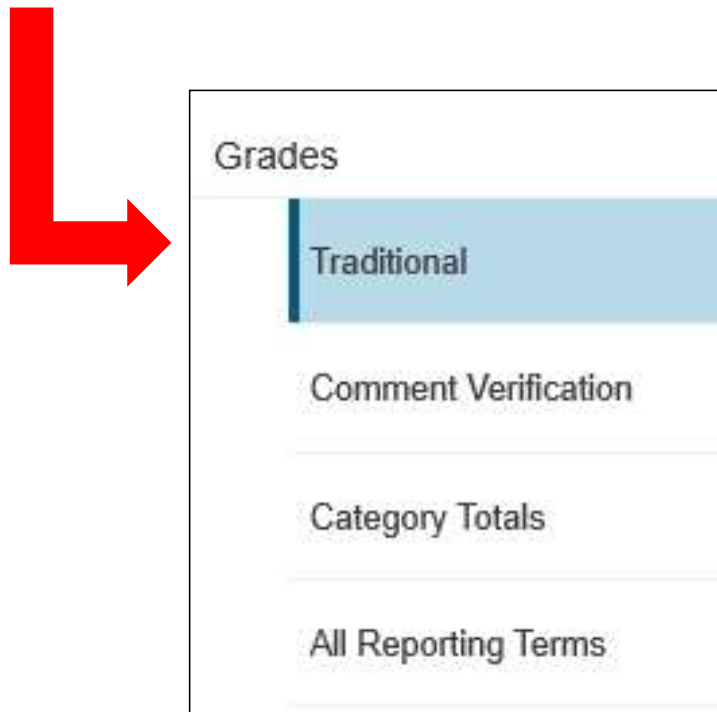 Grades
Traditional
Comment Verification
Category Totals
All Reporting Terms